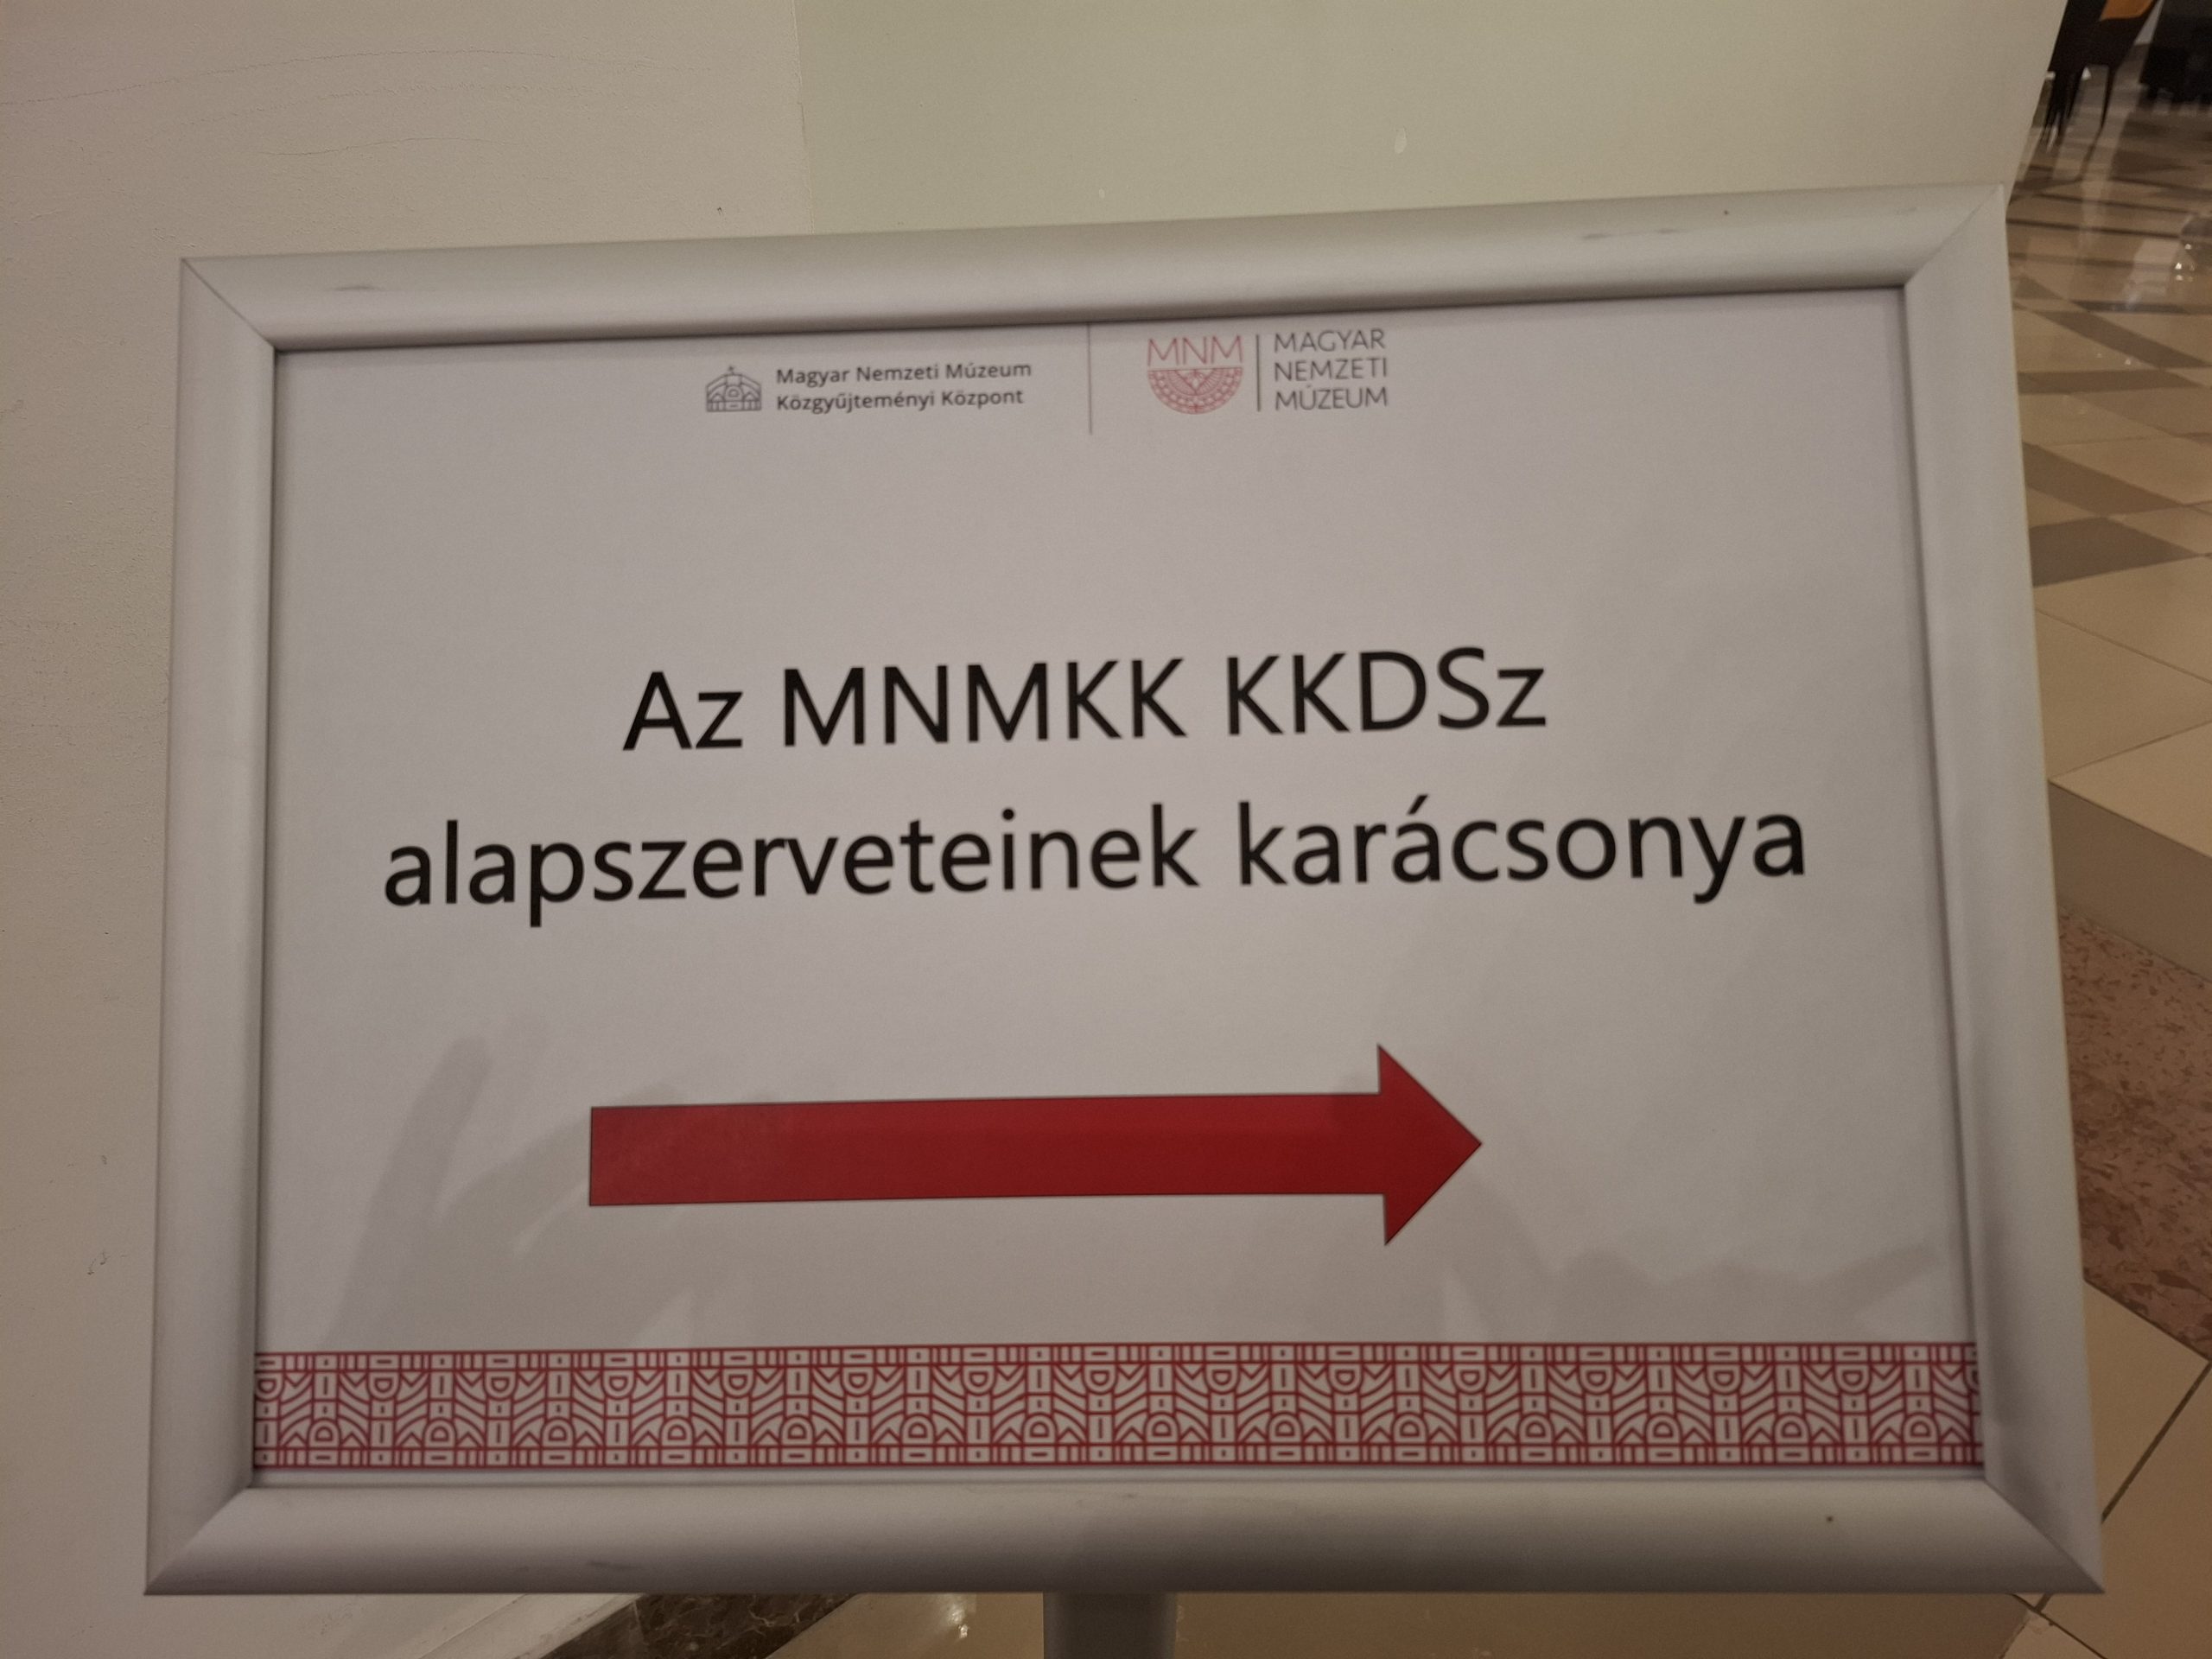 Magyar Nemzeti Múzeum
Közgyűjteményi Központ
MNM
MAGYAR
NEMZETI
MÚZEUM
Az MNMKK KKDSz
alapszerveteinek karácsonya